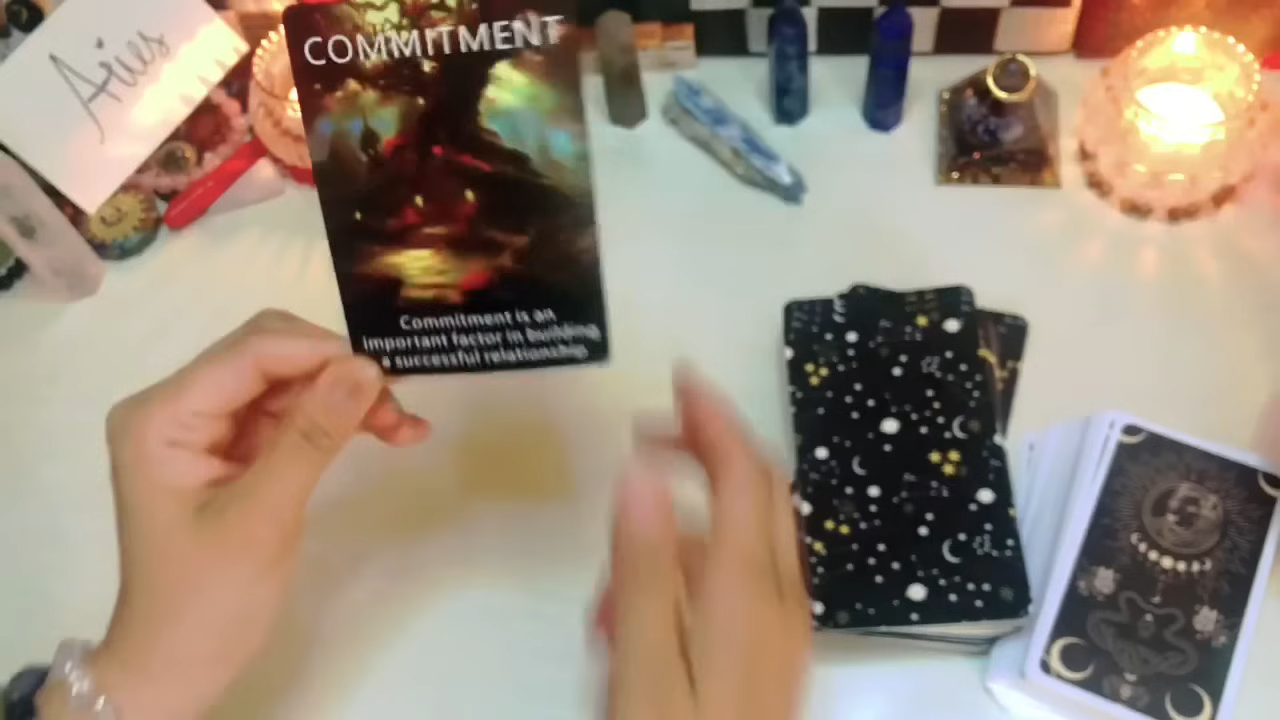 Aries
COMMITMENT
Commitment is an
important factor in building
a successful relationship.